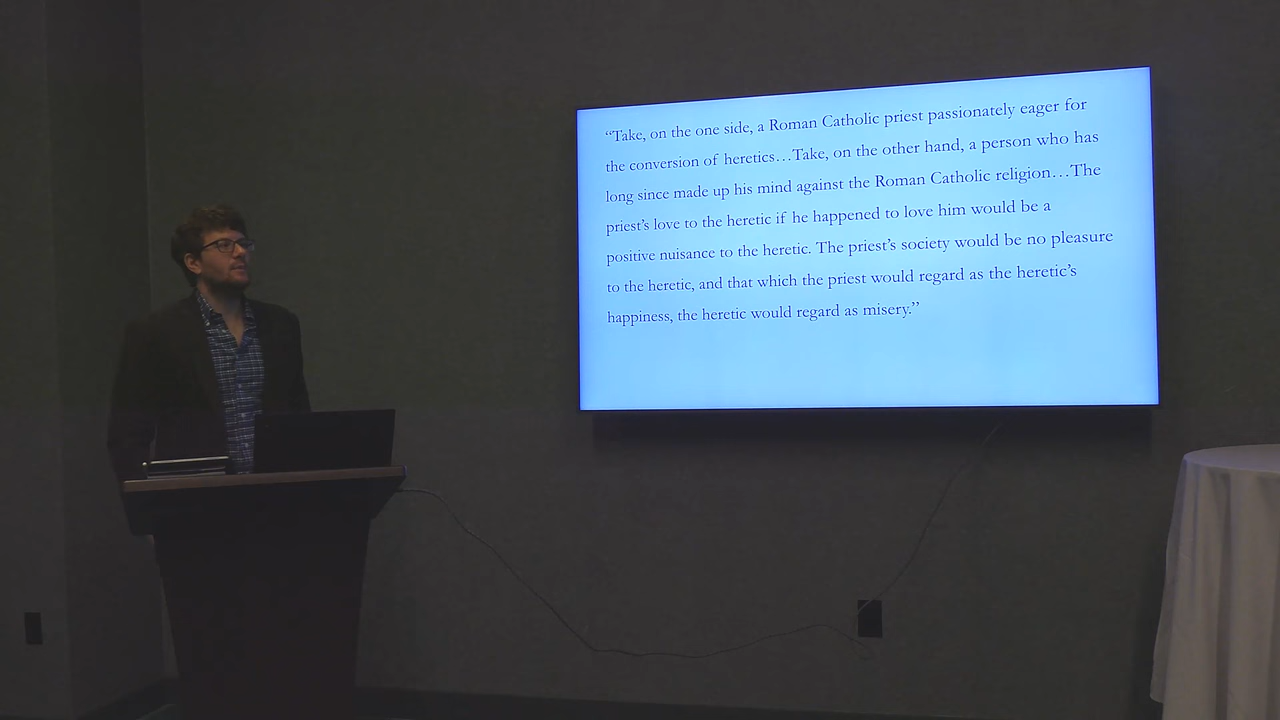 “Take, on the one side, a Roman Catholic priest passionately eager for
the conversion of heretics…Take, on the other hand, a person who has
long since made up his mind against the Roman Catholic religion…The
priest’s love to the heretic if he happened to love him would be a
positive nuisance to the heretic. The priest’s society would be no pleasure
to the heretic, and that which the priest would regard as the heretic’s
happiness, the heretic would regard as misery.”